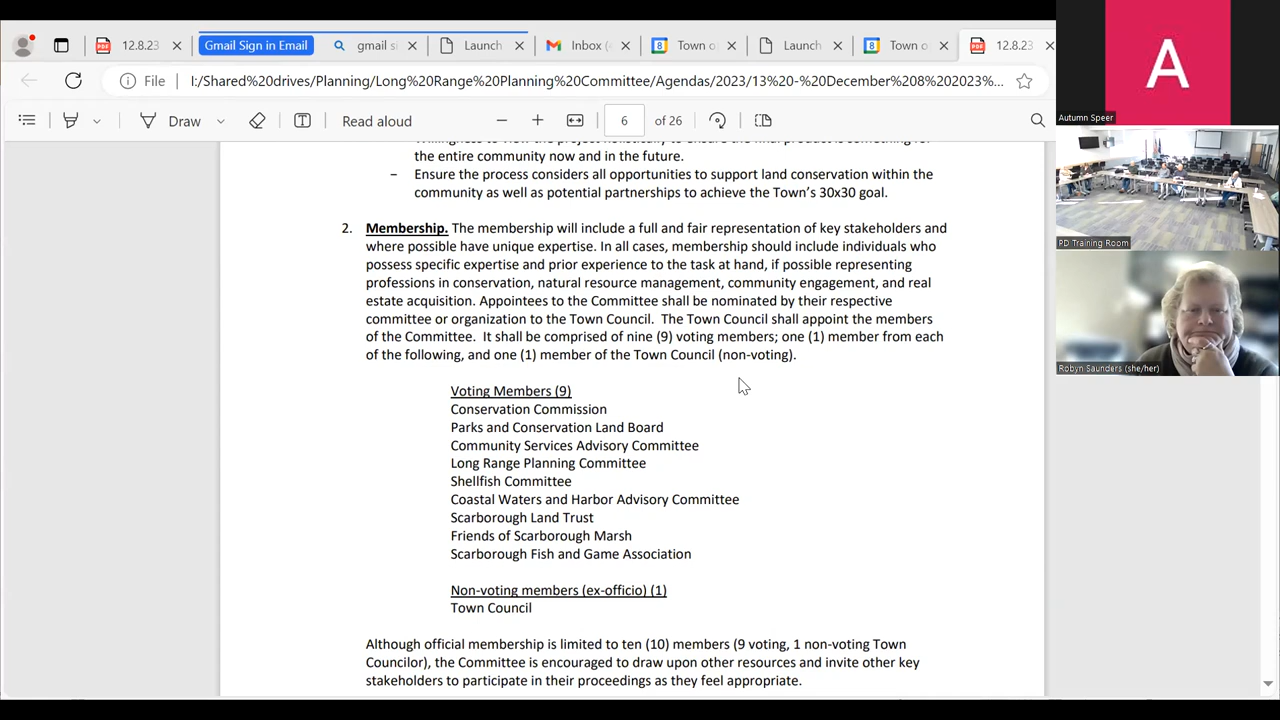 12.8.23
Gmail Sign in Email
gmail s
Launch
Inbox (
Town o
Launch
Town o
12.8.23
File
I:/Shared%20drives/Planning/Long%20Range%20Planning%20Committee/Agendas/2023/13%20-%20December%208%202023%...
Draw
Read aloud
6
of 26
the entire community now and in the future.
– Ensure the process considers all opportunities to support land conservation within the
community as well as potential partnerships to achieve the Town's 30x30 goal.
2. Membership. The membership will include a full and fair representation of key stakeholders and
where possible have unique expertise. In all cases, membership should include individuals who
possess specific expertise and prior experience to the task at hand, if possible representing
professions in conservation, natural resource management, community engagement, and real
estate acquisition. Appointees to the Committee shall be nominated by their respective
committee or organization to the Town Council. The Town Council shall appoint the members
of the Committee. It shall be comprised of nine (9) voting members; one (1) member from each
of the following, and one (1) member of the Town Council (non-voting).
Voting Members (9)
Conservation Commission
Parks and Conservation Land Board
Community Services Advisory Committee
Long Range Planning Committee
Shellfish Committee
Coastal Waters and Harbor Advisory Committee
Scarborough Land Trust
Friends of Scarborough Marsh
Scarborough Fish and Game Association
Non-voting members (ex-officio) (1)
Town Council
Although official membership is limited to ten (10) members (9 voting, 1 non-voting Town
Councilor), the Committee is encouraged to draw upon other resources and invite other key
stakeholders to participate in their proceedings as they feel appropriate.
A
Autumn Speer
PD Training Room
Robyn Saunders (she/her)